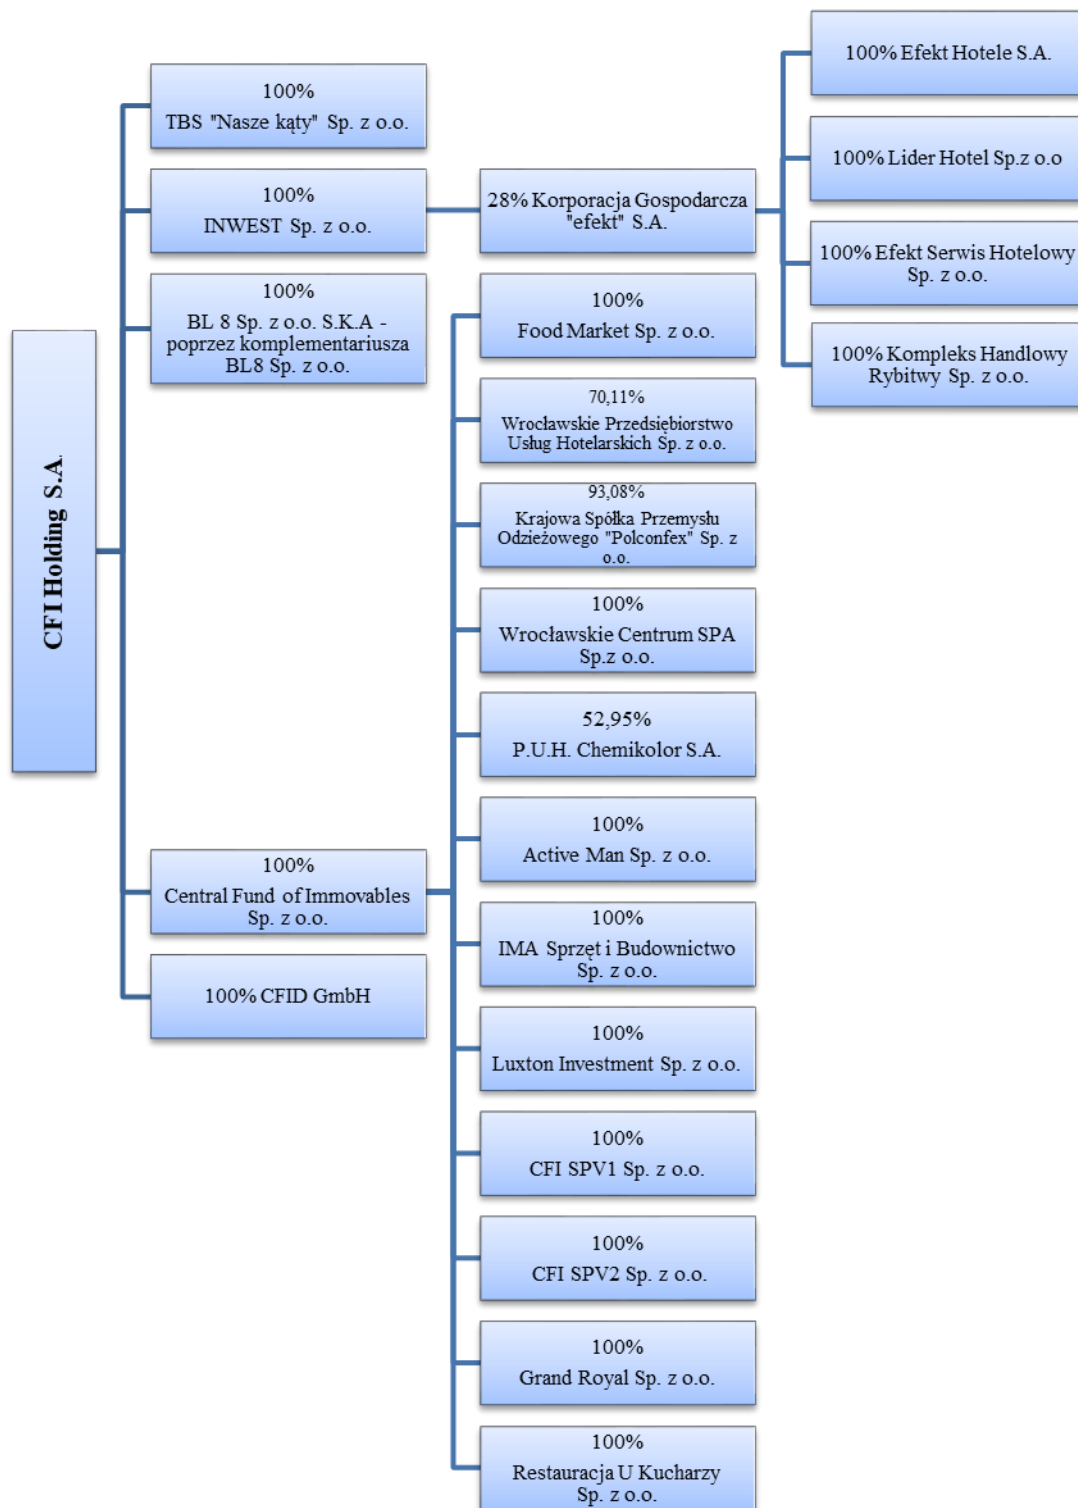 CFI Holding S.A.
100%
TBS "Nasze kąty" Sp. z o.o.
100%
INWEST Sp. z o.o.
100%
BL 8 Sp. z o.o. S.K.A -
poprzez komplementariusza
BL8 Sp. z o.o.
100%
Central Fund of Immovables
Sp. z o.o.
100% CFID GmbH
28% Korporacja Gospodarcza
"efekt" S.A.
100%
Food Market Sp. z o.o.
70,11%
Wrocławskie Przedsiębiorstwo
Usług Hotelarskich Sp. z o.o.
93,08%
Krajowa Spółka Przemysłu
Odzieżowego "Polconfex" Sp. z
o.o.
100%
Wrocławskie Centrum SPA
Sp.z o.o.
52,95%
P.U.H. Chemikolor S.A.
100%
Active Man Sp. z o.o.
100%
IMA Sprzęt i Budownictwo
Sp. z o.o.
100%
Luxton Investment Sp. z o.o.
100%
CFI SPV1 Sp. z o.o.
100%
CFI SPV2 Sp. z o.o.
100%
Grand Royal Sp. z o.o.
100%
Restauracja U Kucharzy
Sp. z o.o.
100% Efekt Hotele S.A.
100% Lider Hotel Sp.z o.o
100% Efekt Serwis Hotelowy
Sp. z o.o.
100% Kompleks Handlowy
Rybitwy Sp. z o.o.